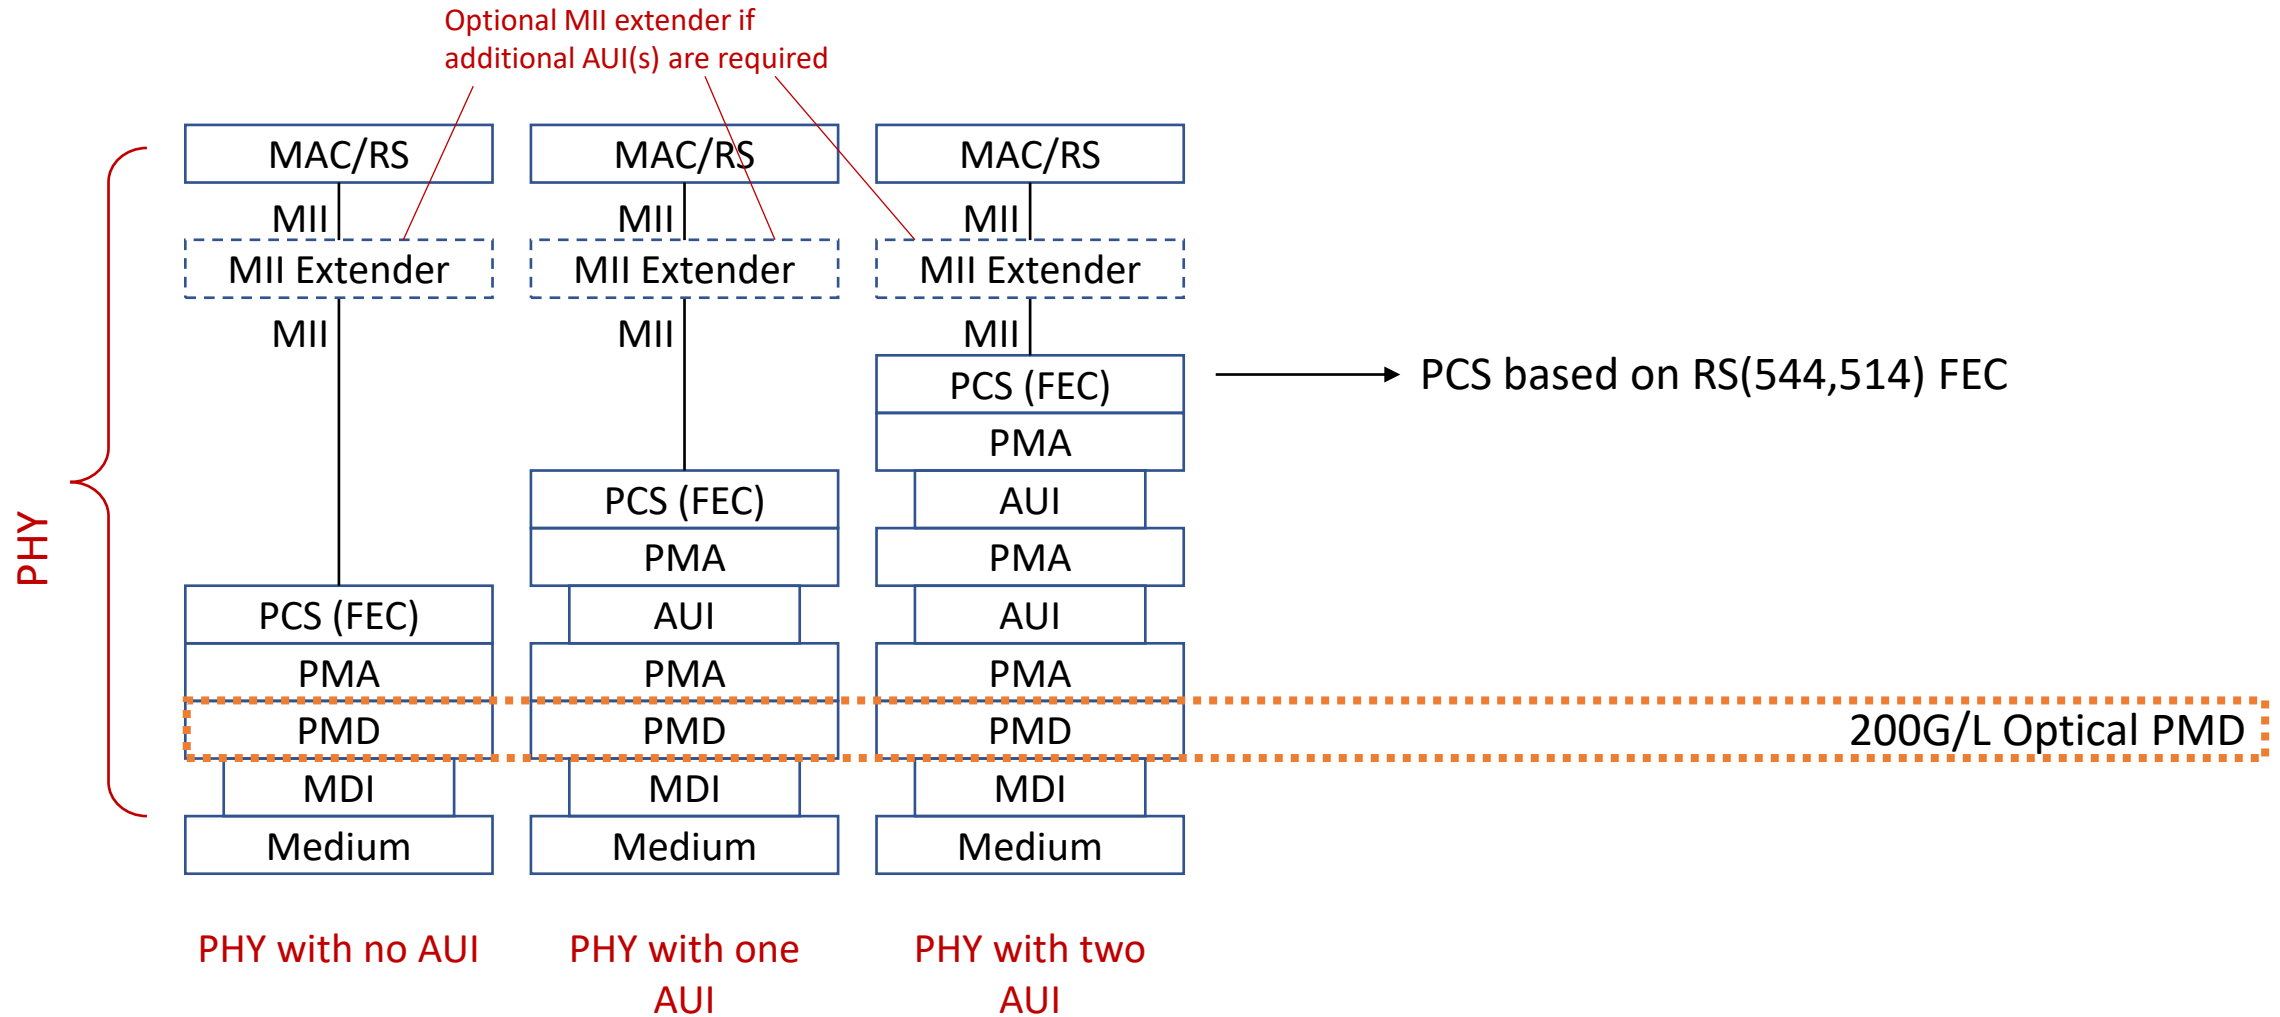 Optional MII extender if
additional AUI(s) are required
MAC/RS
MAC/RS
MAC/RS
MII
MII
MII
MII Extender
MII Extender
MII Extender
MII
MII
MII
PCS (FEC)
PCS based on RS(544,514) FEC
PMA
PCS (FEC)
AUI
PHY
PMA
PMA
PCS (FEC)
AUI
AUI
PMA
PMA
PMA
PMD
PMD
PMD
200G/L Optical PMD
MDI
MDI
MDI
Medium
Medium
Medium
PHY with no AUI
PHY with one
AUI
PHY with two
AUI